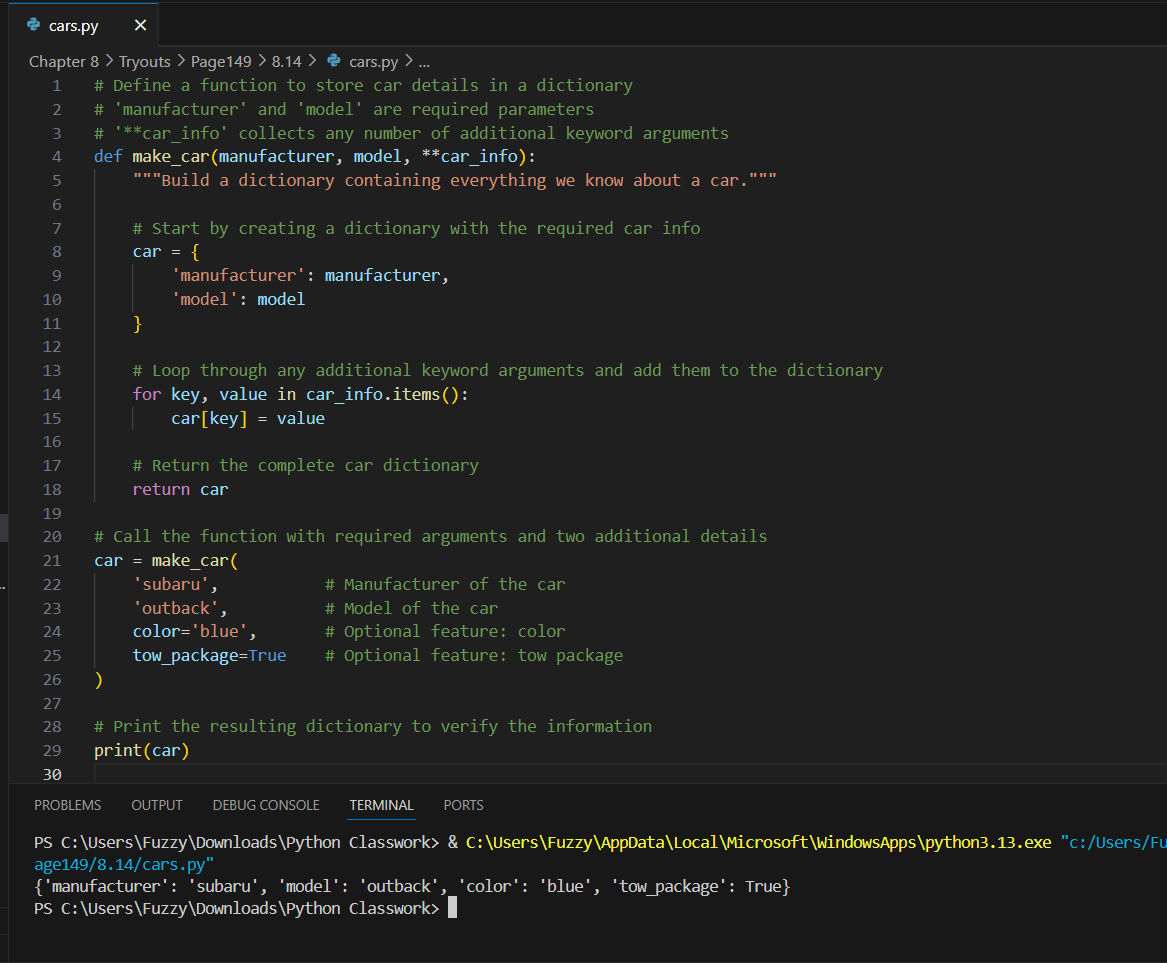 cars.py
Chapter 8 > Tryouts > Page149 > 8.14 > cars.py > ...
1 # Define a function to store car details in a dictionary
2 # 'manufacturer' and 'model' are required parameters
3 # '**car_info' collects any number of additional keyword arguments
4 def make_car(manufacturer, model, **car_info):
5     """Build a dictionary containing everything we know about a car."""
6
7     # Start by creating a dictionary with the required car info
8     car = {
9         'manufacturer': manufacturer,
10         'model': model
11     }
12
13     # Loop through any additional keyword arguments and add them to the dictionary
14     for key, value in car_info.items():
15         car[key] = value
16
17     # Return the complete car dictionary
18     return car
19
20 # Call the function with required arguments and two additional details
21 car = make_car(
22     'subaru',           # Manufacturer of the car
23     'outback',          # Model of the car
24     color='blue',       # Optional feature: color
25     tow_package=True    # Optional feature: tow package
26 )
27
28 # Print the resulting dictionary to verify the information
29 print(car)
30
PROBLEMS OUTPUT DEBUG CONSOLE TERMINAL PORTS
PS C:\Users\Fuzzy\Downloads\Python Classwork> & C:\Users\Fuzzy\AppData\Local\Microsoft\WindowsApps\python3.13.exe "c:/Users/Fu
age149/8.14/cars.py"
{'manufacturer': 'subaru', 'model': 'outback', 'color': 'blue', 'tow_package': True}
PS C:\Users\Fuzzy\Downloads\Python Classwork>